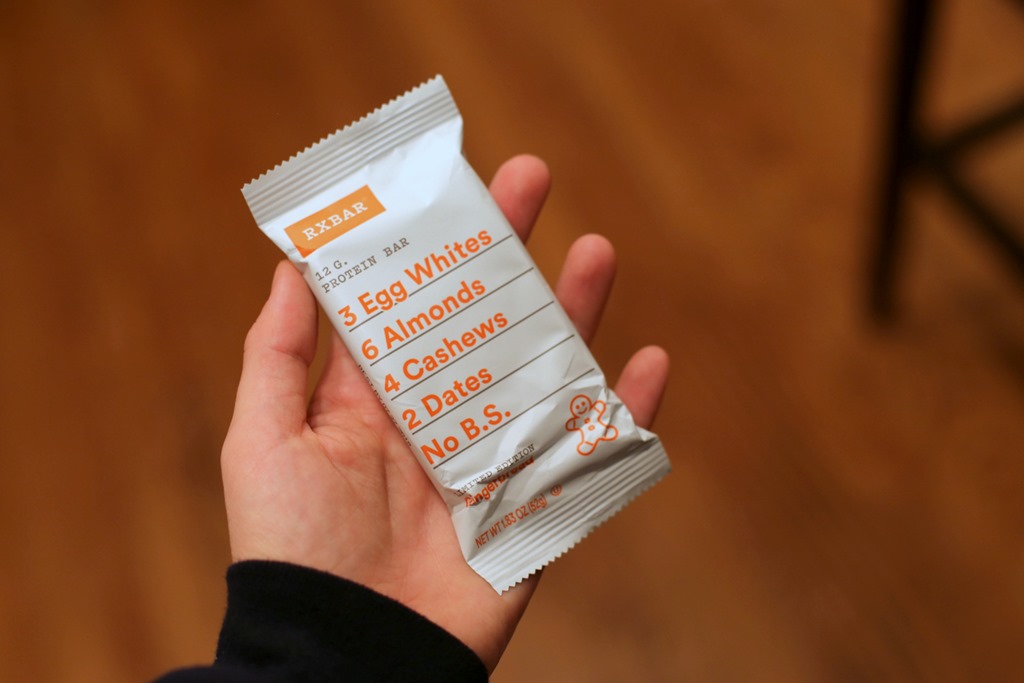 RXBAR
12 G.
PROTEIN BAR
3 Egg Whites
6 Almonds
4 Cashews
2 Dates
No B.S.
LIMITED EDITION
Gingerbread
NET WT 1.83 OZ (52g)